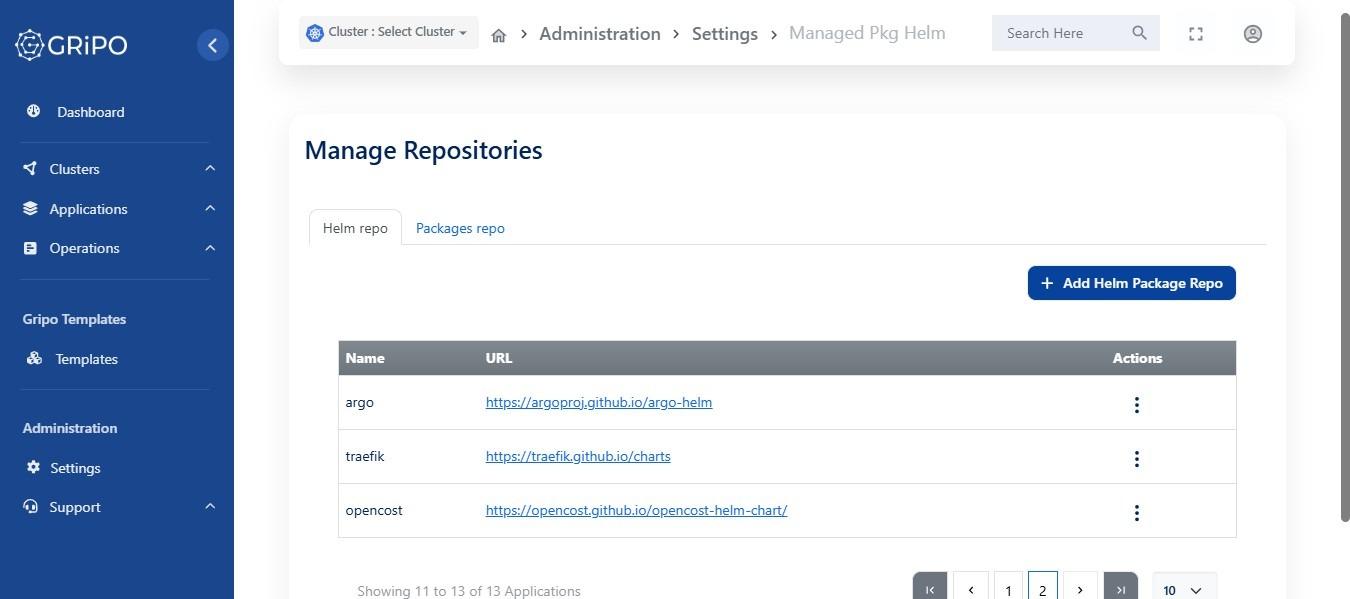 GRiPO
Cluster : Select Cluster
Administration
Settings
Managed Pkg Helm
Search Here
Dashboard
Clusters
Applications
Operations
Gripo Templates
Templates
Administration
Settings
Support
Manage Repositories
Helm repo
Packages repo
+ Add Helm Package Repo
Name URL Actions
argo https://argoproj.github.io/argo-helm
traefik https://traefik.github.io/charts
opencost https://opencost.github.io/opencost-helm-chart/
Showing 11 to 13 of 13 Applications
1 2 10